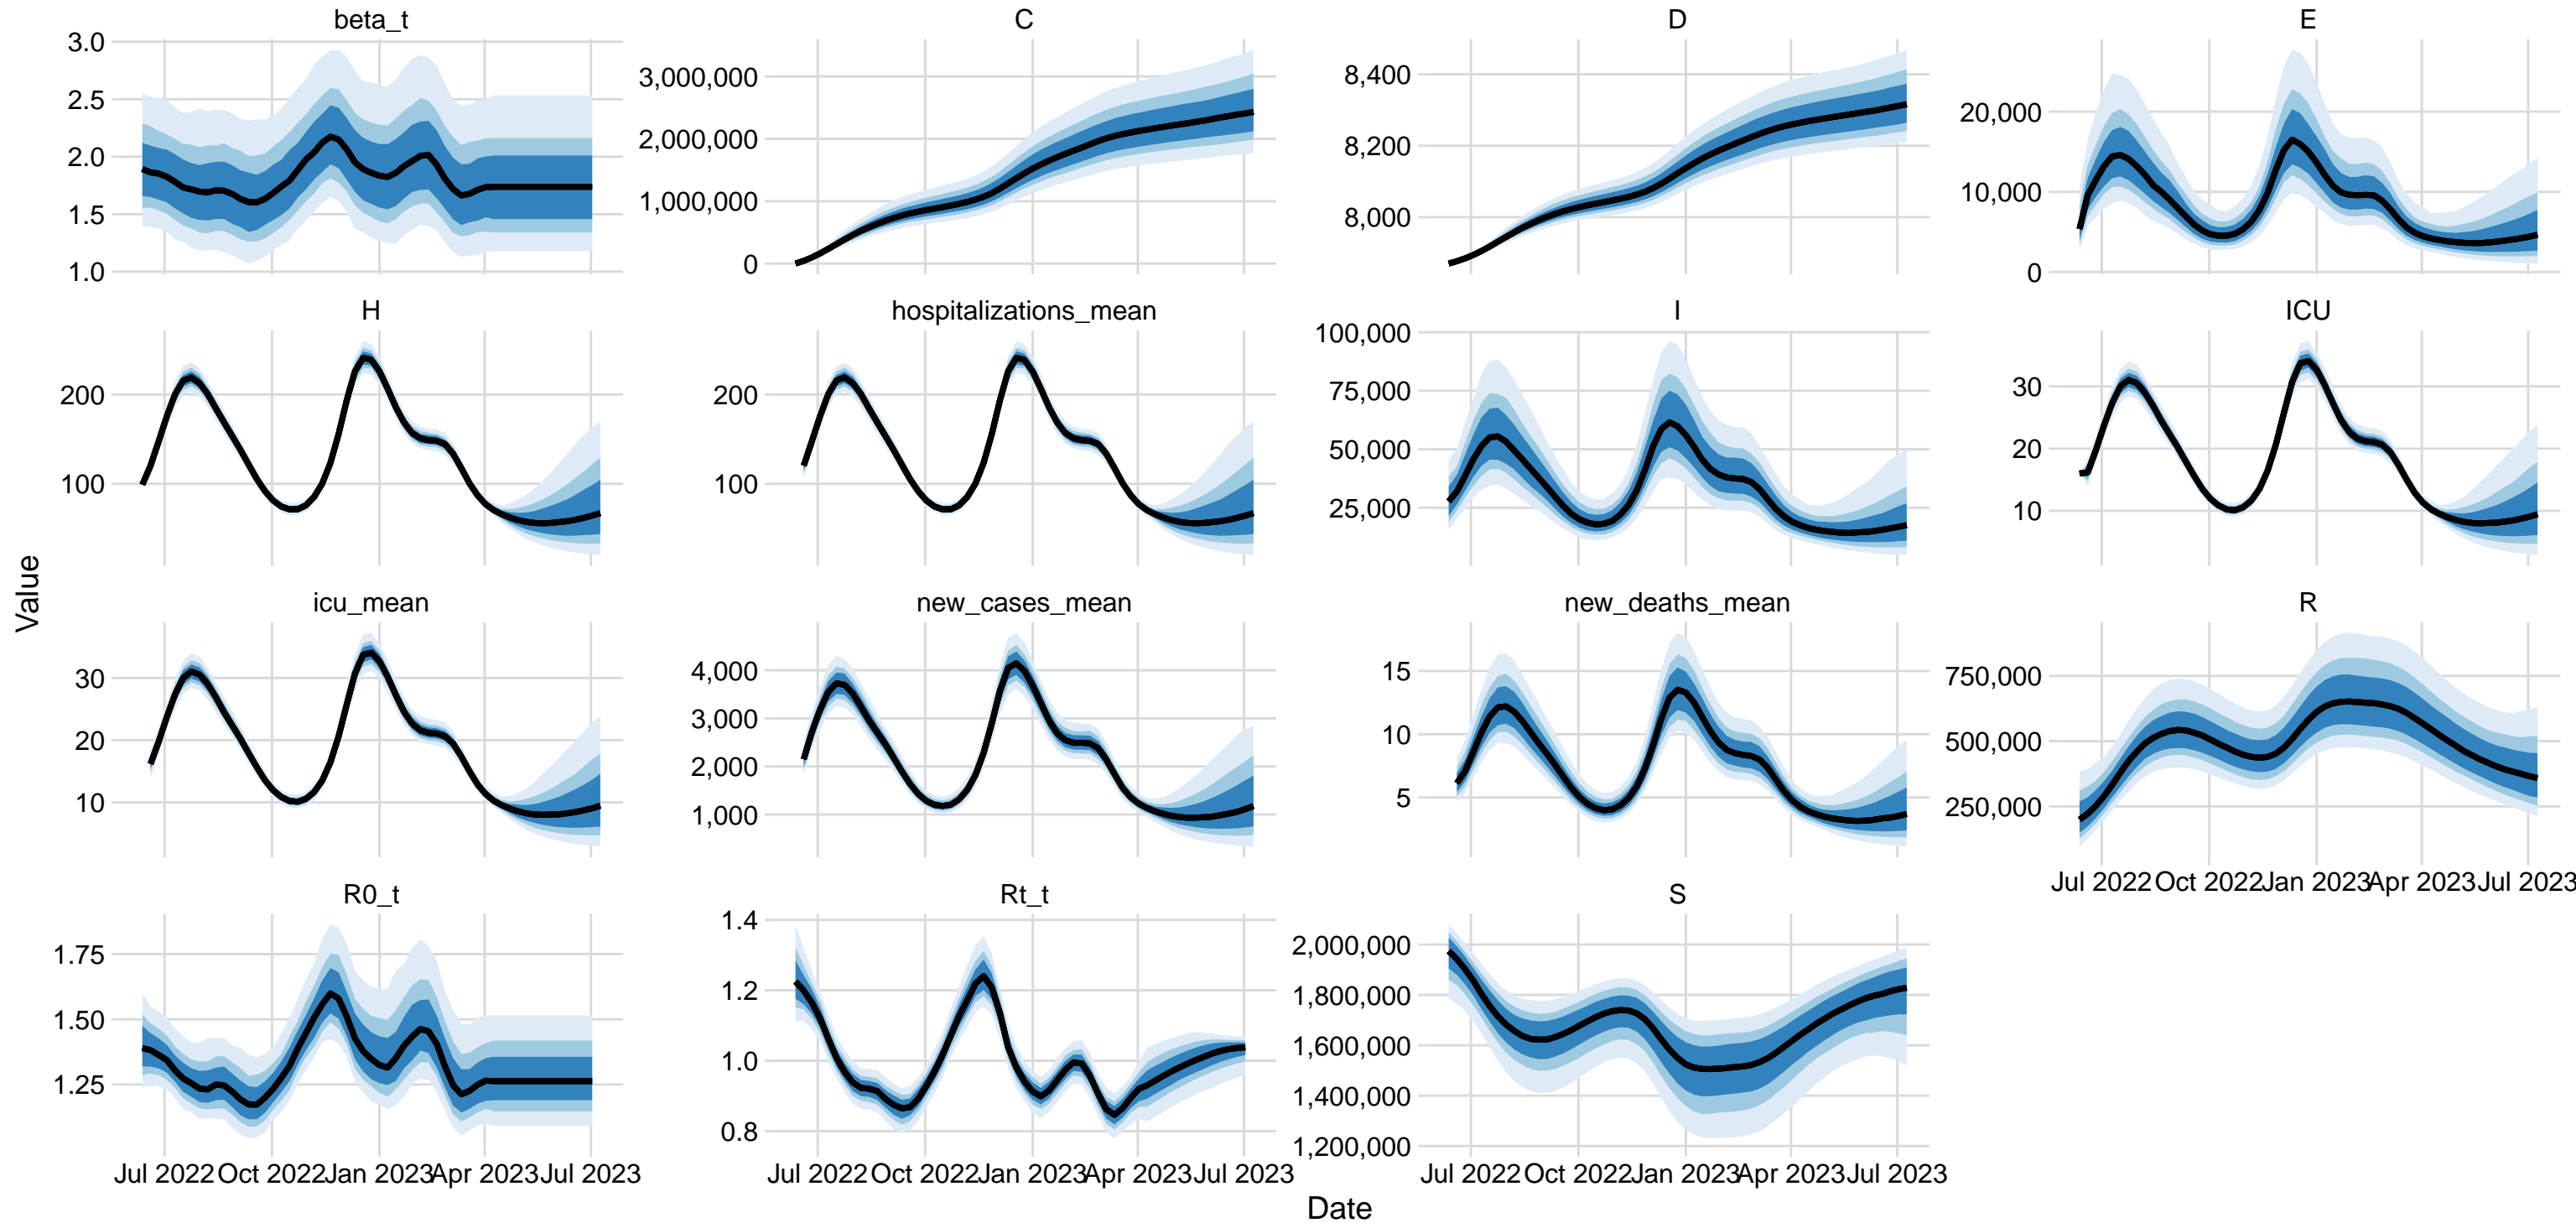 beta_t
C
D
E
3.0
2.5
2.0
1.5
1.0
3,000,000
2,000,000
1,000,000
0
8,400
8,200
8,000
20,000
10,000
0
H
hospitalizations_mean
I
ICU
200
100
200
100
100,000
75,000
50,000
25,000
30
20
10
icu_mean
new_cases_mean
new_deaths_mean
R
30
20
10
4,000
3,000
2,000
1,000
15
10
5
750,000
500,000
250,000
Jul 2022 Oct 2022 Jan 2023 Apr 2023 Jul 2023
R0_t
Rt_t
S
1.75
1.50
1.25
1.4
1.2
1.0
0.8
2,000,000
1,800,000
1,600,000
1,400,000
1,200,000
Jul 2022 Oct 2022 Jan 2023 Apr 2023 Jul 2023
Jul 2022 Oct 2022 Jan 2023 Apr 2023 Jul 2023
Jul 2022 Oct 2022 Jan 2023 Apr 2023 Jul 2023
Value
Date